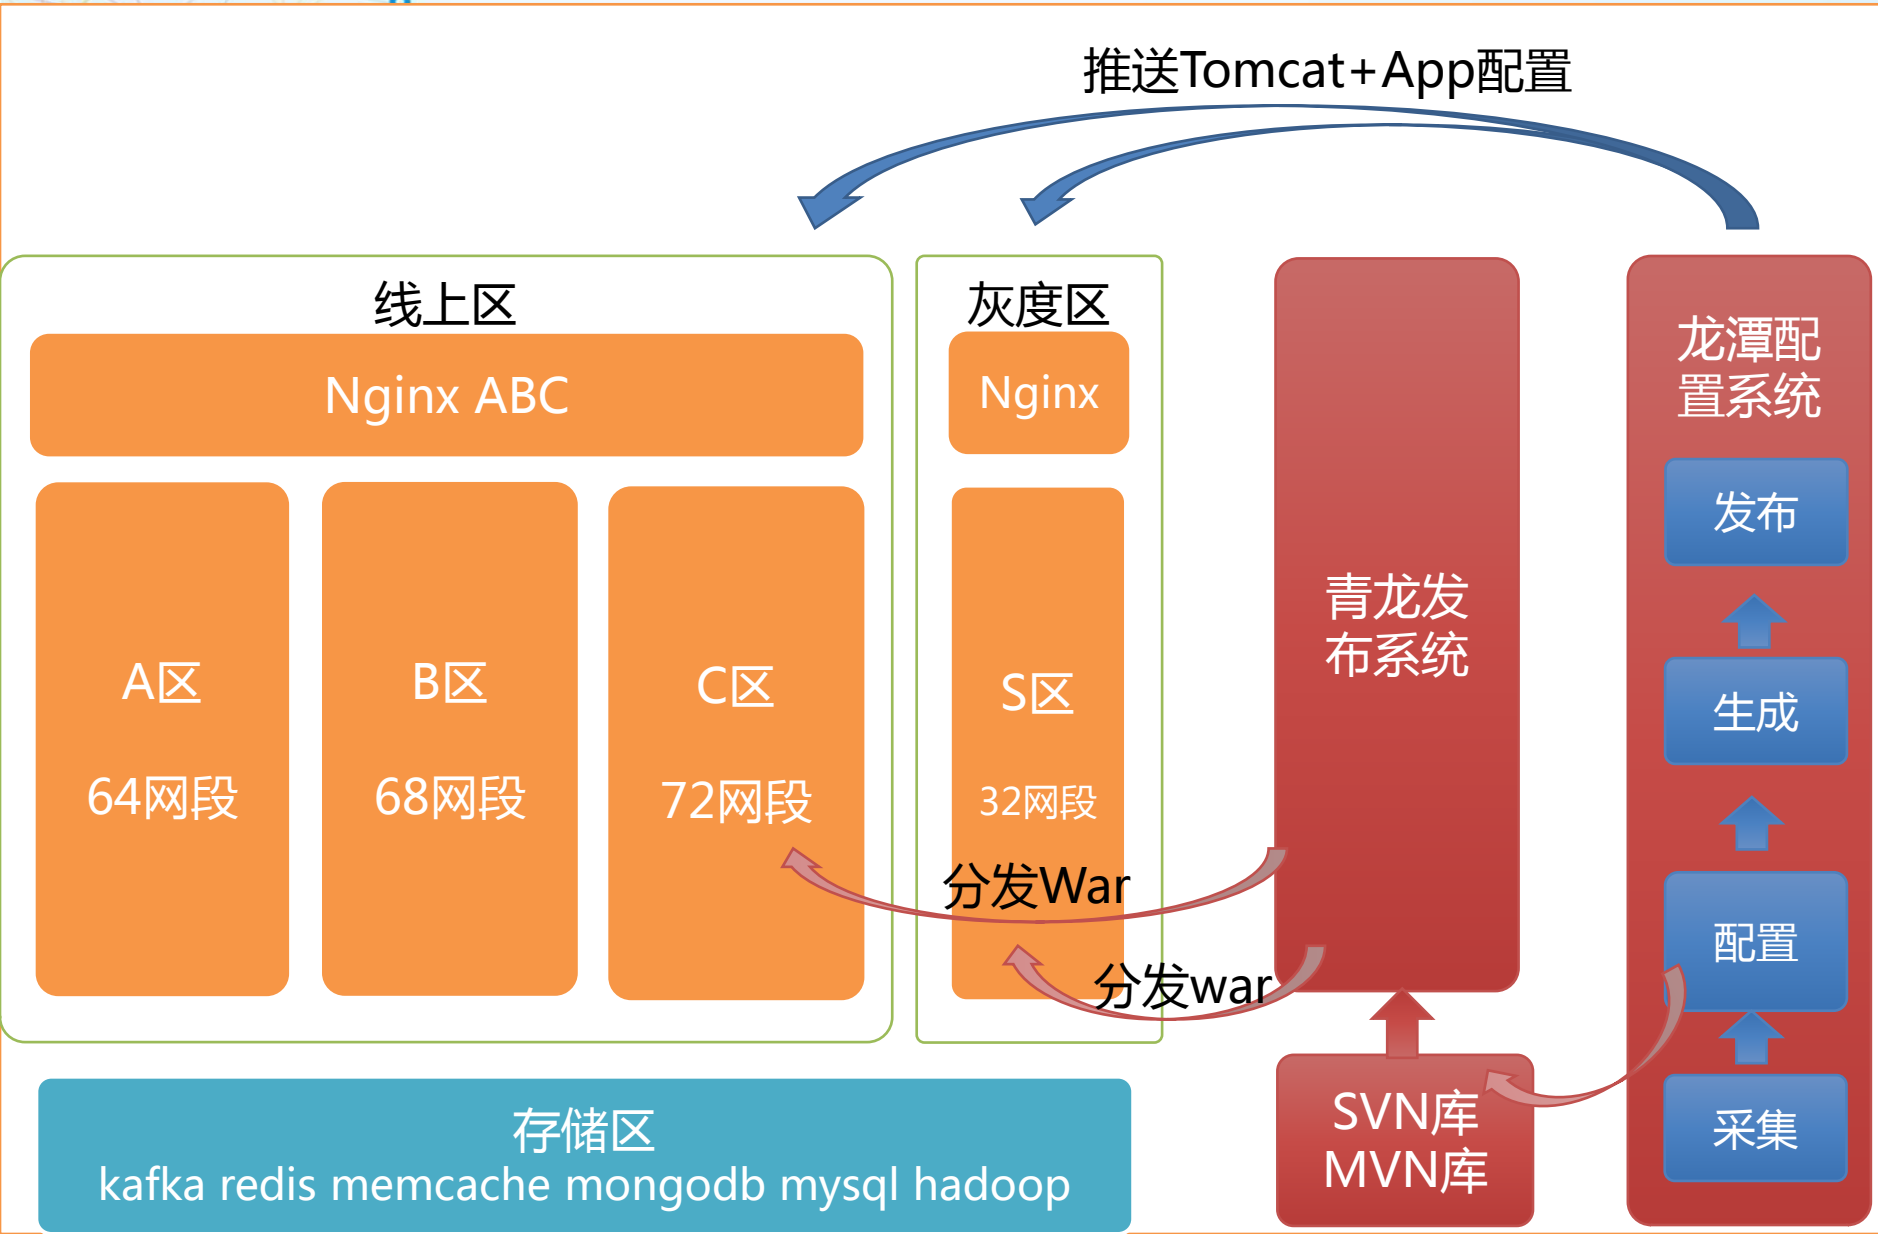 推送Tomcat+App配置
线上区
Nginx ABC
A区
64网段
B区
68网段
C区
72网段
灰度区
Nginx
S区
32网段
分发War
分发war
青龙发
布系统
SVN库
MVN库
龙潭配
置系统
发布
生成
配置
采集
存储区
kafka redis memcache mongodb mysql hadoop